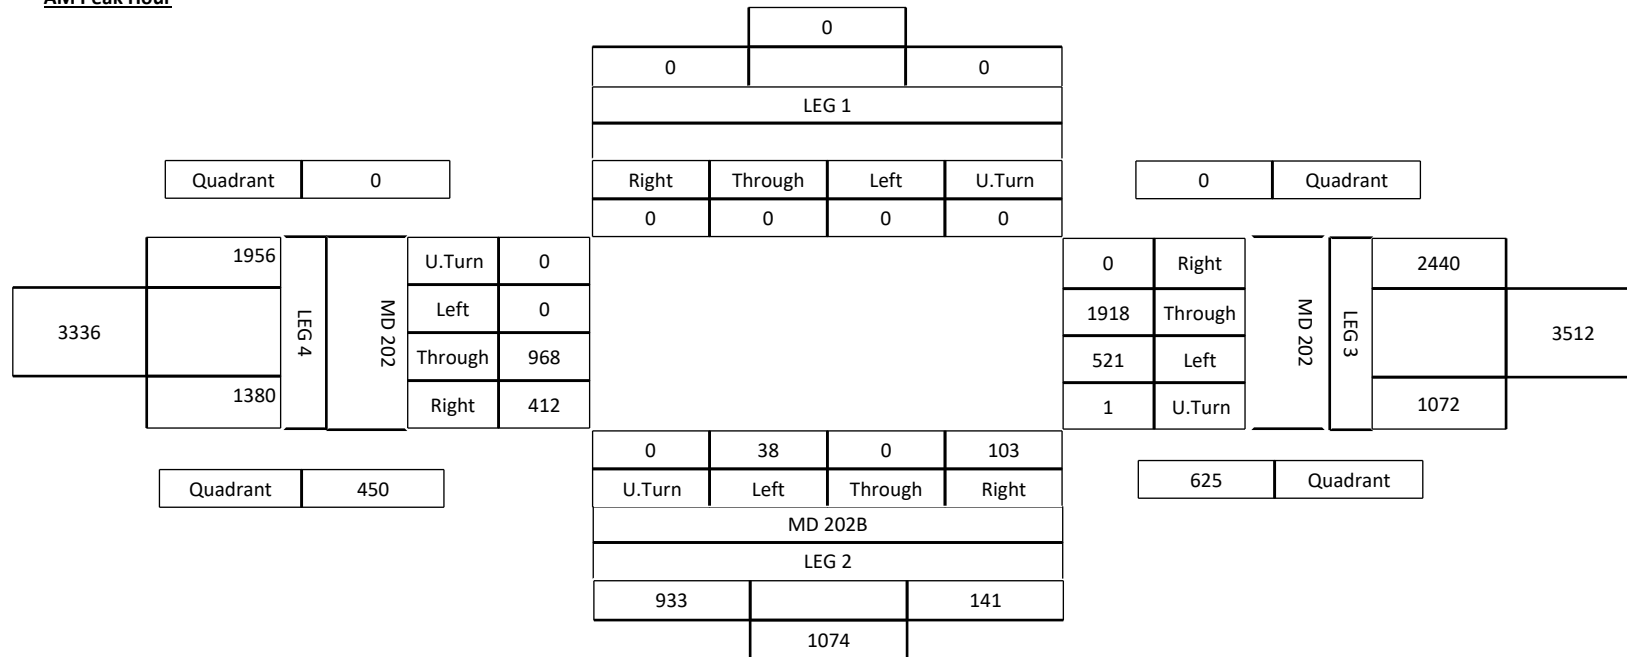 AM Peak Hour
0
0 0
LEG 1
Quadrant 0
Right Through Left U.Turn
0 Quadrant
0 0 0 0
1956
3336
1380
LEG 4
MD 202
U.Turn 0
Left 0
Through 968
Right 412
0 Right
1918 Through
521 Left
1 U.Turn
MD 202
LEG 3
2440
3512
1072
0 38 0 103
U.Turn Left Through Right
Quadrant 450
625 Quadrant
MD 202B
LEG 2
933 141
1074